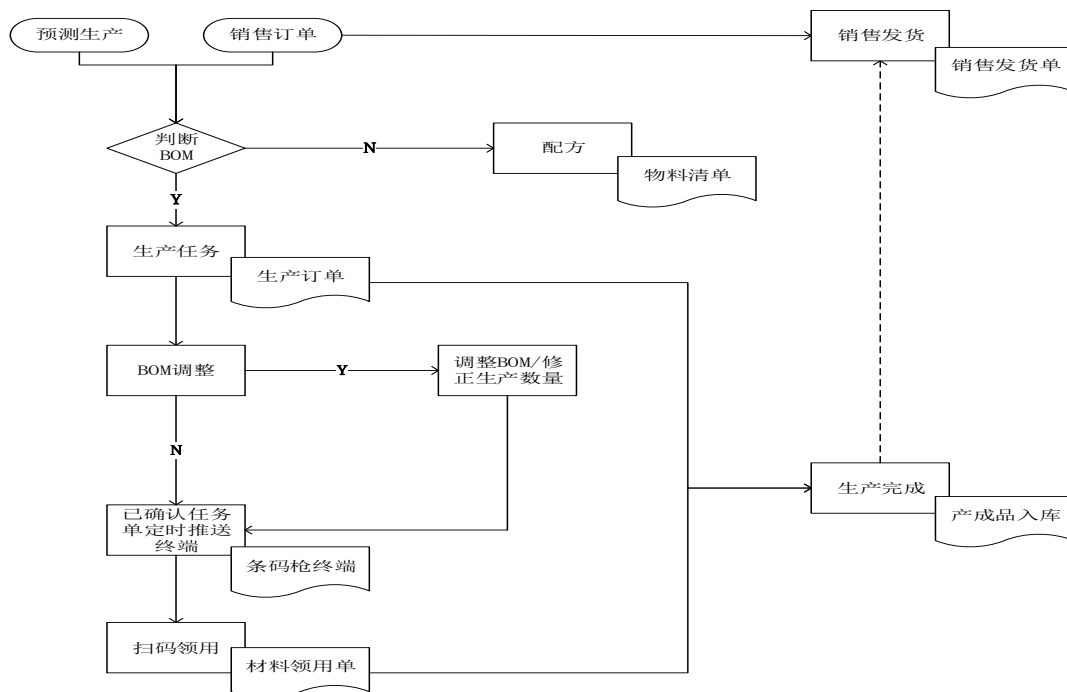 预测生产
销售订单
销售发货
销售发货单
判断
BOM
N
配方
物料清单
Y
生产任务
生产订单
BOM调整
Y
调整BOM/修
正生产数量
N
生产完成
产成品入库
已确认任务
单定时推送
终端
条码枪终端
扫码领用
材料领用单